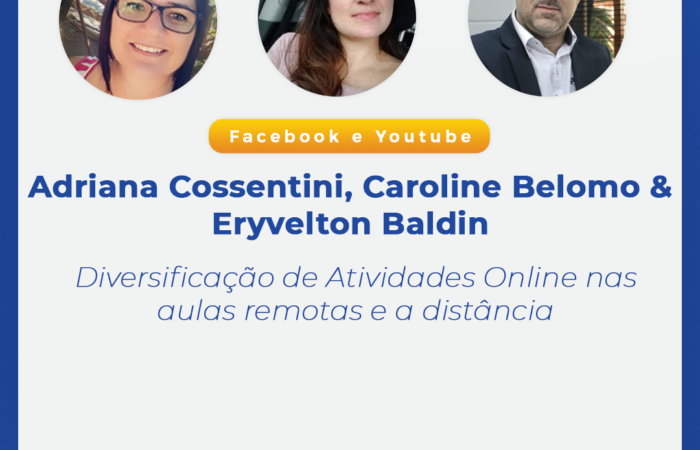 Facebook e Youtube
Adriana Cossentini, Caroline Belomo &
Eryvelton Baldin
Diversificação de Atividades Online nas
aulas remotas e a distância